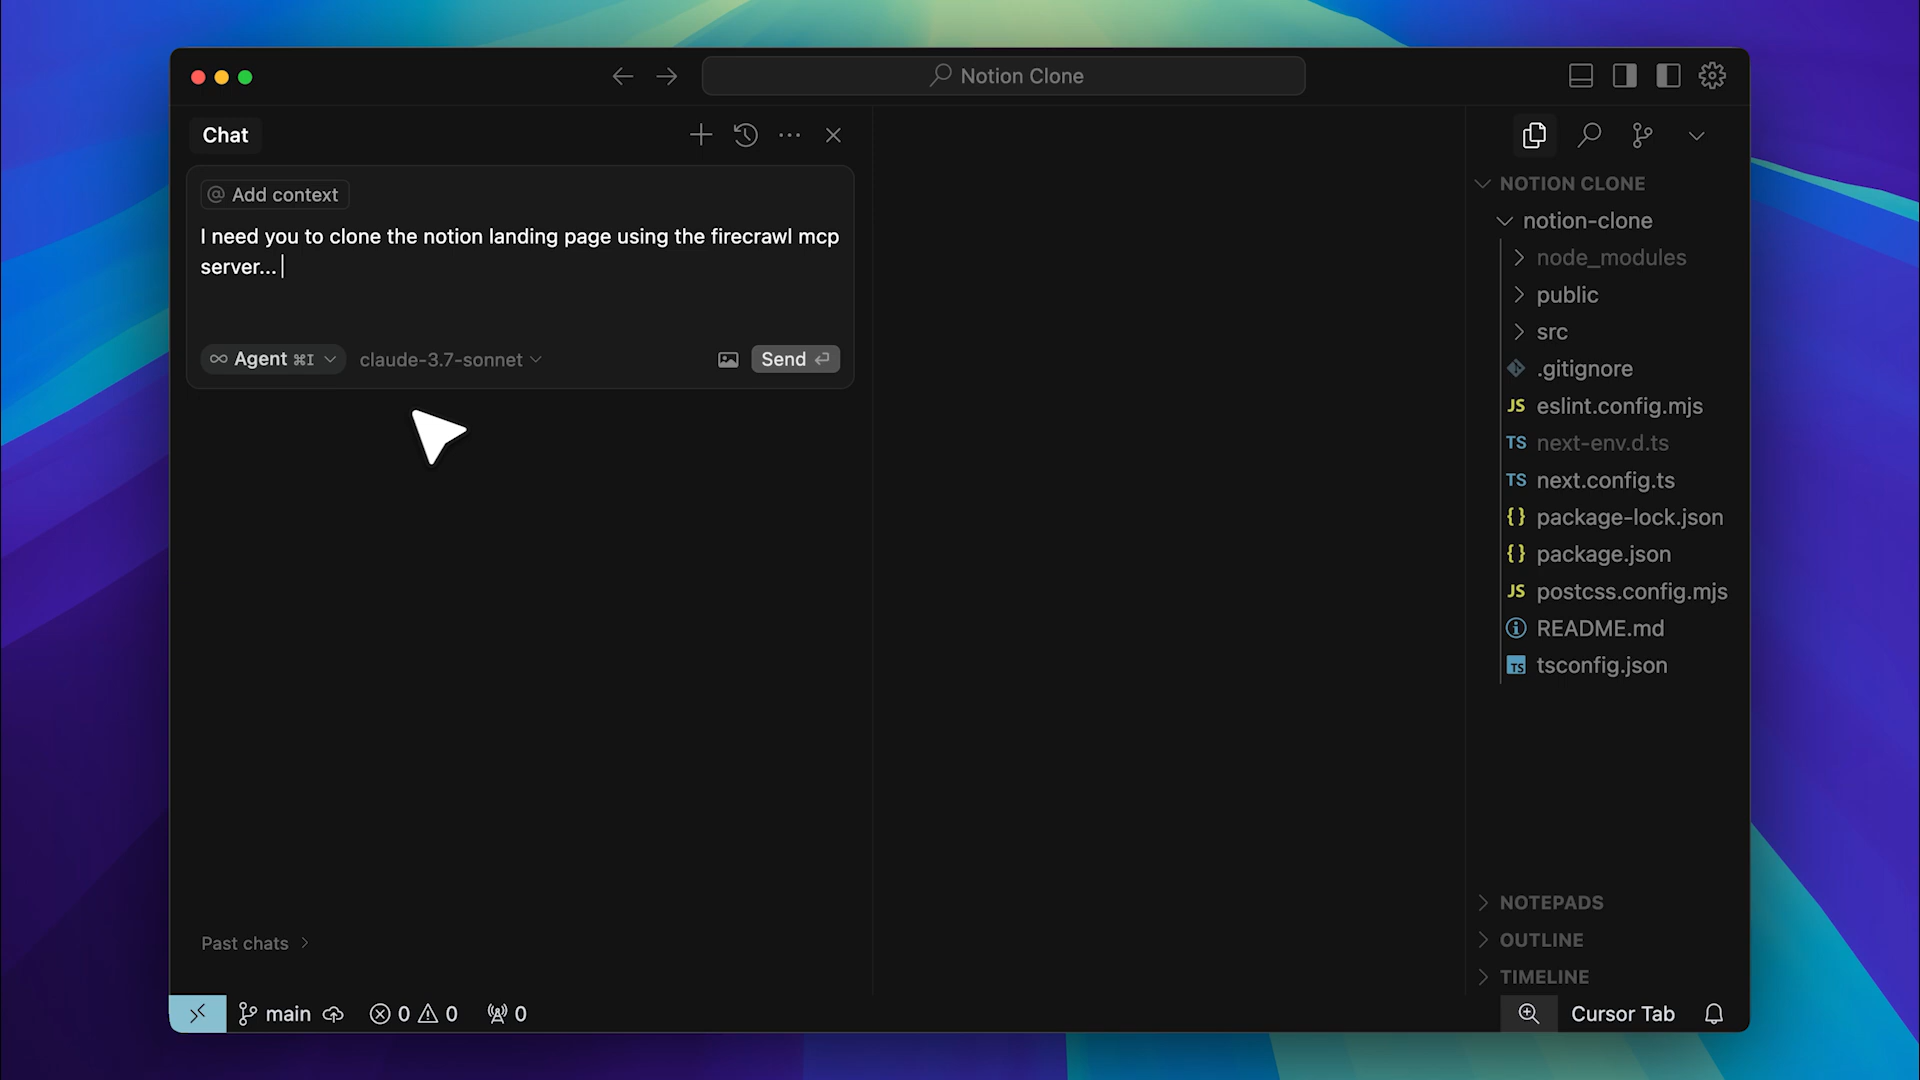 Notion Clone
Chat
@ Add context
I need you to clone the notion landing page using the firecrawl mcp
server...
∞ Agent ⌘I
claude-3.7-sonnet
Send
Past chats
NOTION CLONE
notion-clone
node_modules
public
src
.gitignore
JS eslint.config.mjs
TS next-env.d.ts
TS next.config.ts
{} package-lock.json
{} package.json
JS postcss.config.mjs
README.md
TS tsconfig.json
NOTEPADS
OUTLINE
TIMELINE
main 0 0 0
Cursor Tab